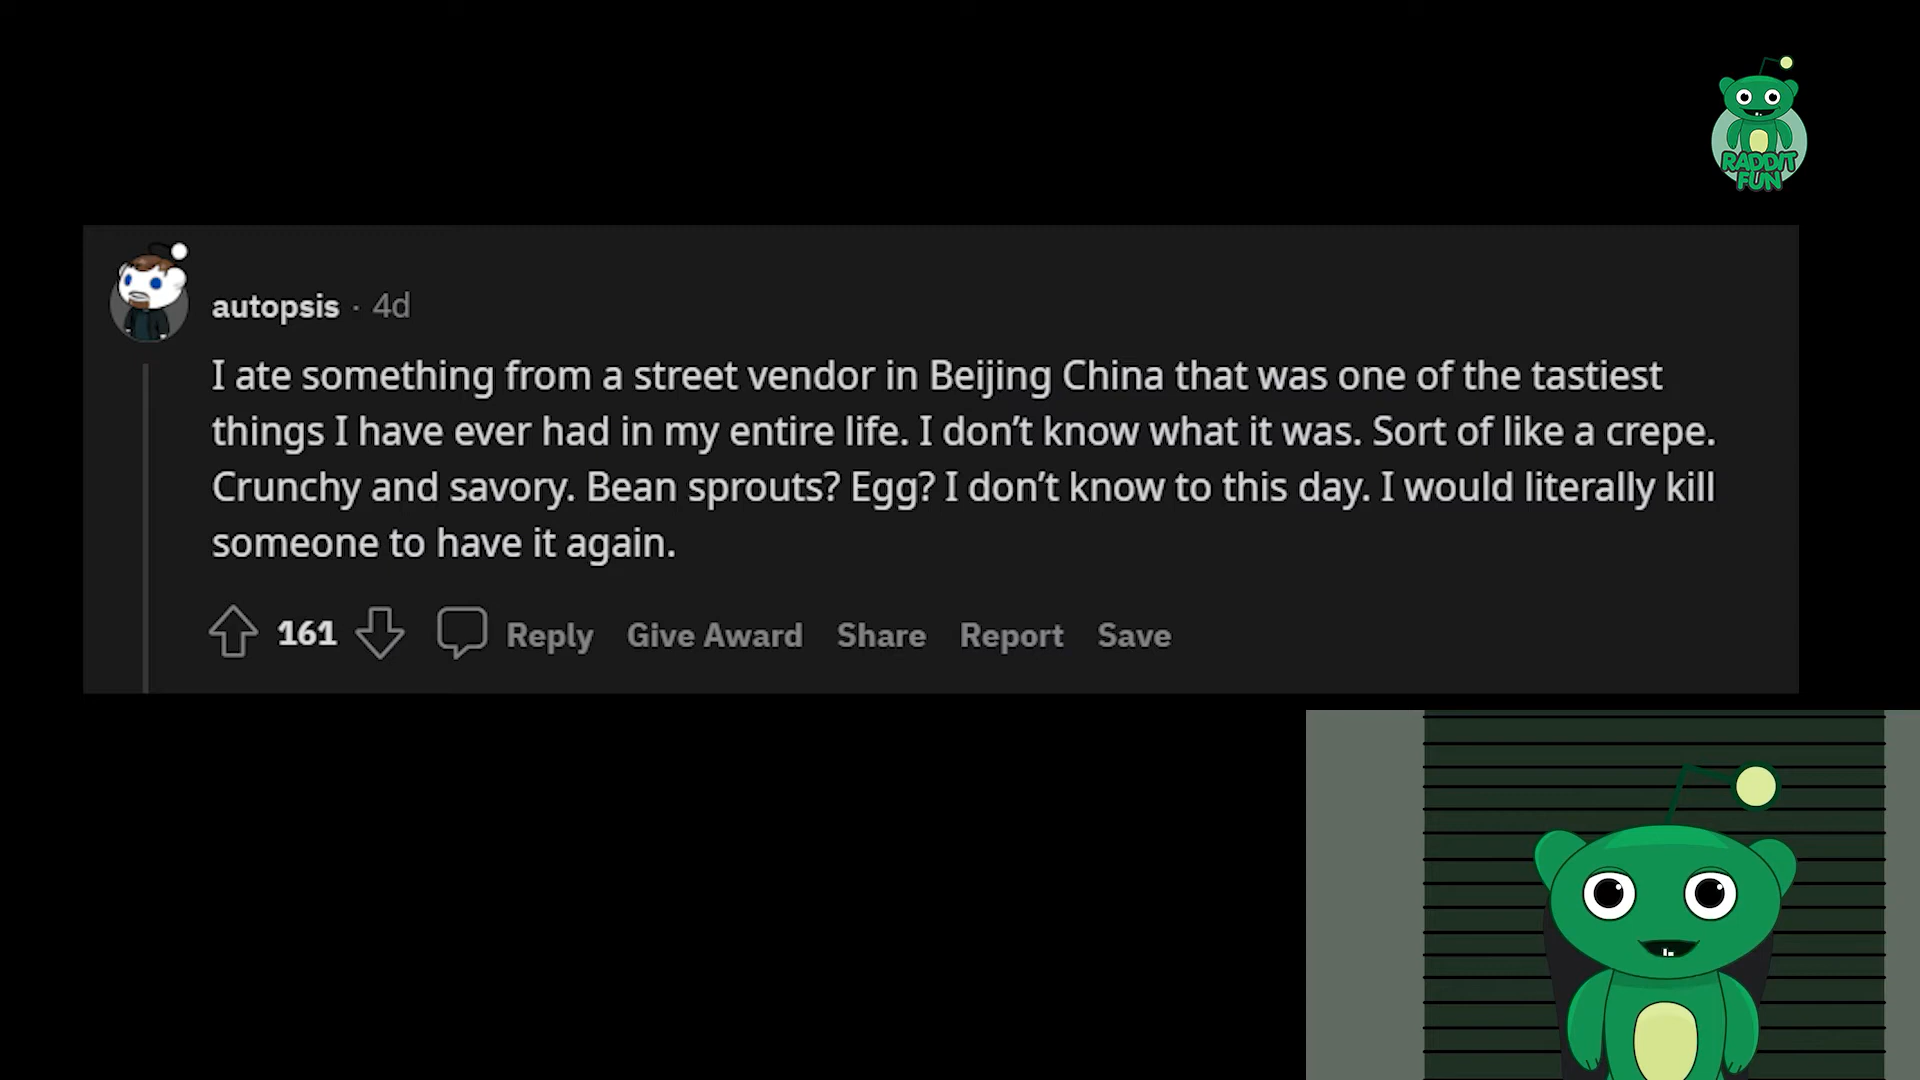 RADDIT
FUN
autopsis · 4d
I ate something from a street vendor in Beijing China that was one of the tastiest
things I have ever had in my entire life. I don’t know what it was. Sort of like a crepe.
Crunchy and savory. Bean sprouts? Egg? I don’t know to this day. I would literally kill
someone to have it again.
161 Reply Give Award Share Report Save